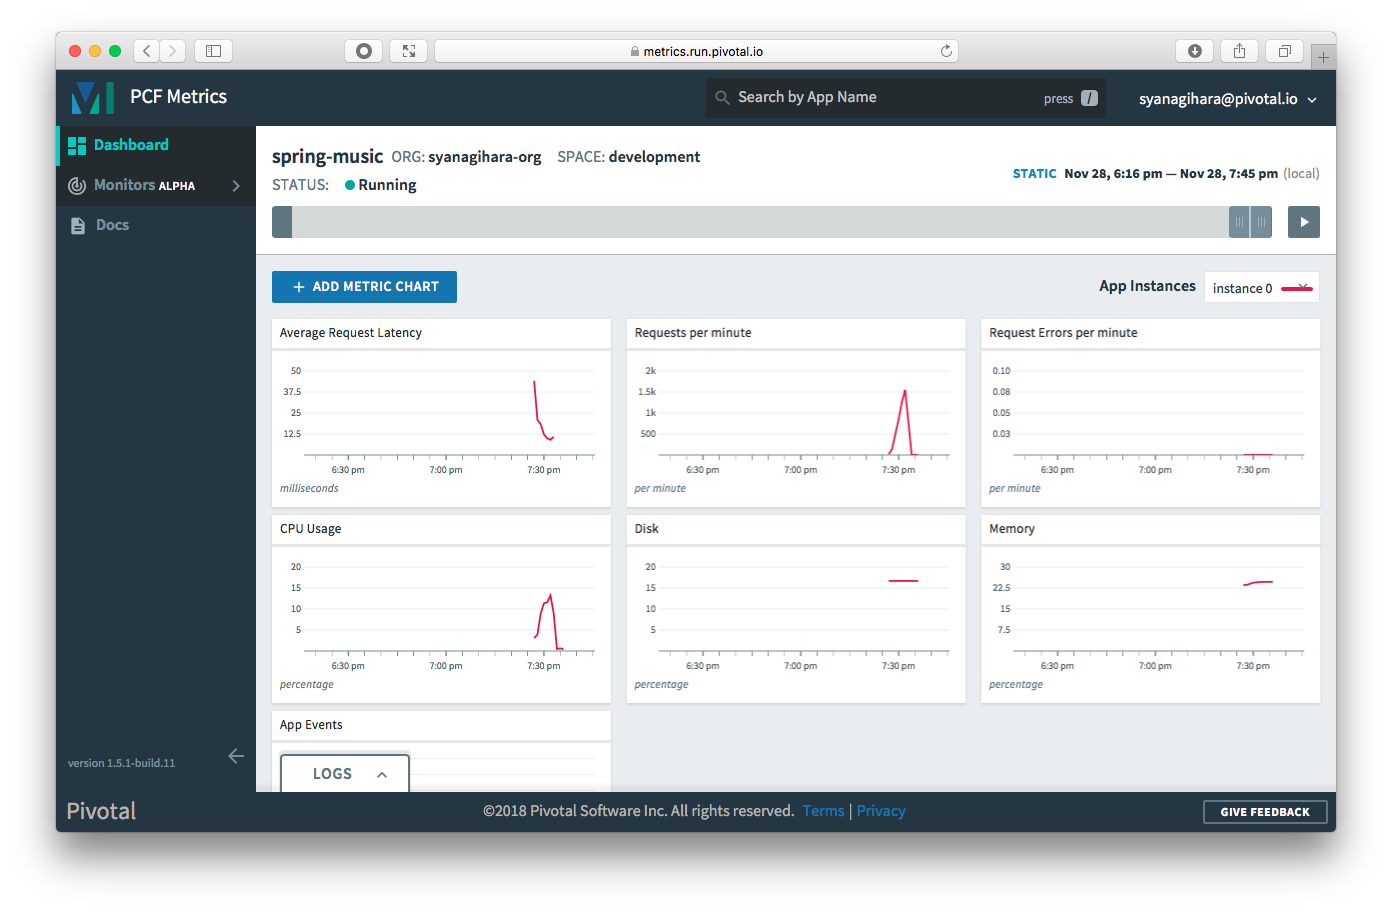 metrics.run.pivotal.io
PCF Metrics
Search by App Name
press /
syanagihara@pivotal.io
Dashboard
Monitors ALPHA
Docs
spring-music ORG: syanagihara-org SPACE: development
STATUS: Running
STATIC Nov 28, 6:16 pm — Nov 28, 7:45 pm (local)
+ ADD METRIC CHART
App Instances instance 0
Average Request Latency
50
37.5
25
12.5
6:30 pm 7:00 pm 7:30 pm
milliseconds
Requests per minute
2k
1.5k
1k
500
6:30 pm 7:00 pm 7:30 pm
per minute
Request Errors per minute
0.10
0.08
0.05
0.03
6:30 pm 7:00 pm 7:30 pm
per minute
CPU Usage
20
15
10
5
6:30 pm 7:00 pm 7:30 pm
percentage
Disk
20
15
10
5
6:30 pm 7:00 pm 7:30 pm
percentage
Memory
30
22.5
15
7.5
6:30 pm 7:00 pm 7:30 pm
percentage
App Events
LOGS
version 1.5.1-build.11
Pivotal
©2018 Pivotal Software Inc. All rights reserved. Terms | Privacy
GIVE FEEDBACK